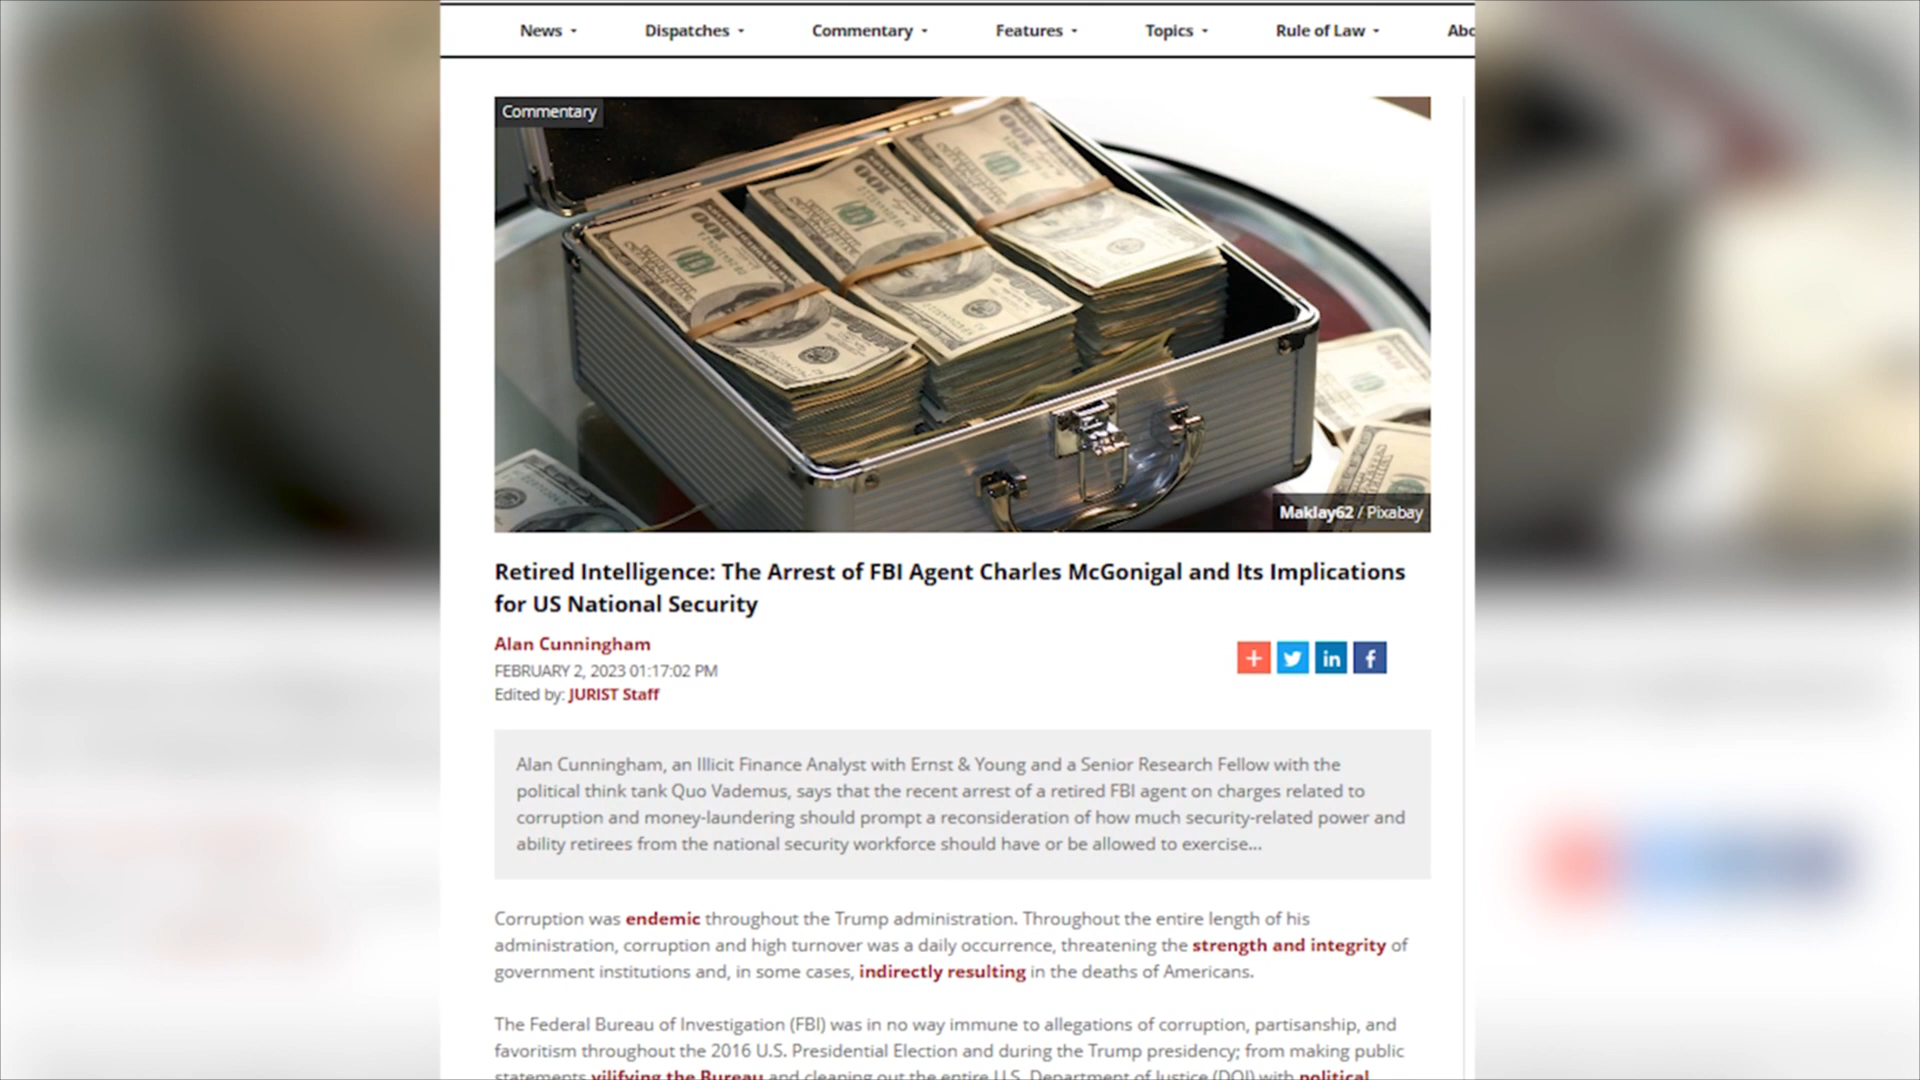 News Dispatches Commentary Features Topics Rule of Law Abo
Commentary
Maklay62 / Pixabay
Retired Intelligence: The Arrest of FBI Agent Charles McGonigal and Its Implications
for US National Security
Alan Cunningham
FEBRUARY 2, 2023 01:17:02 PM
Edited by: JURIST Staff
Alan Cunningham, an Illicit Finance Analyst with Ernst & Young and a Senior Research Fellow with the
political think tank Quo Vademus, says that the recent arrest of a retired FBI agent on charges related to
corruption and money-laundering should prompt a reconsideration of how much security-related power and
ability retirees from the national security workforce should have or be allowed to exercise...
Corruption was endemic throughout the Trump administration. Throughout the entire length of his
administration, corruption and high turnover was a daily occurrence, threatening the strength and integrity of
government institutions and, in some cases, indirectly resulting in the deaths of Americans.
The Federal Bureau of Investigation (FBI) was in no way immune to allegations of corruption, partisanship, and
favoritism throughout the 2016 U.S. Presidential Election and during the Trump presidency; from making public
statements vilifying the Bureau and cleaning out the entire U.S. Department of Justice (DOJ) with political